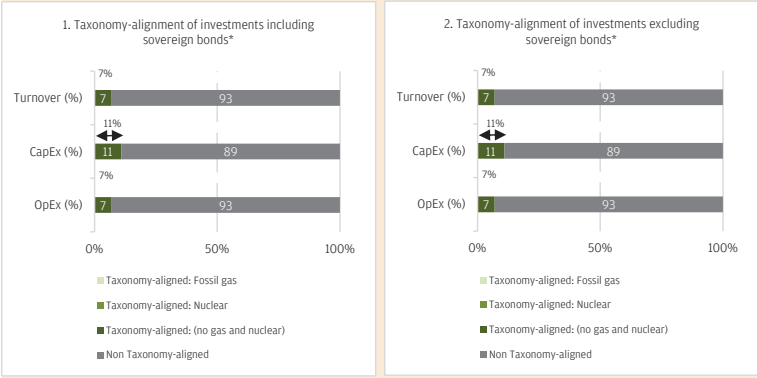 1. Taxonomy-alignment of investments including
sovereign bonds*
7%
Turnover (%)
7
93
11%
CapEx (%)
11
89
7%
OpEx (%)
7
93
0%
50%
100%
Taxonomy-aligned: Fossil gas
Taxonomy-aligned: Nuclear
Taxonomy-aligned: (no gas and nuclear)
Non Taxonomy-aligned
2. Taxonomy-alignment of investments excluding
sovereign bonds*
7%
Turnover (%)
7
93
11%
CapEx (%)
11
89
7%
OpEx (%)
7
93
0%
50%
100%
Taxonomy-aligned: Fossil gas
Taxonomy-aligned: Nuclear
Taxonomy-aligned: (no gas and nuclear)
Non Taxonomy-aligned